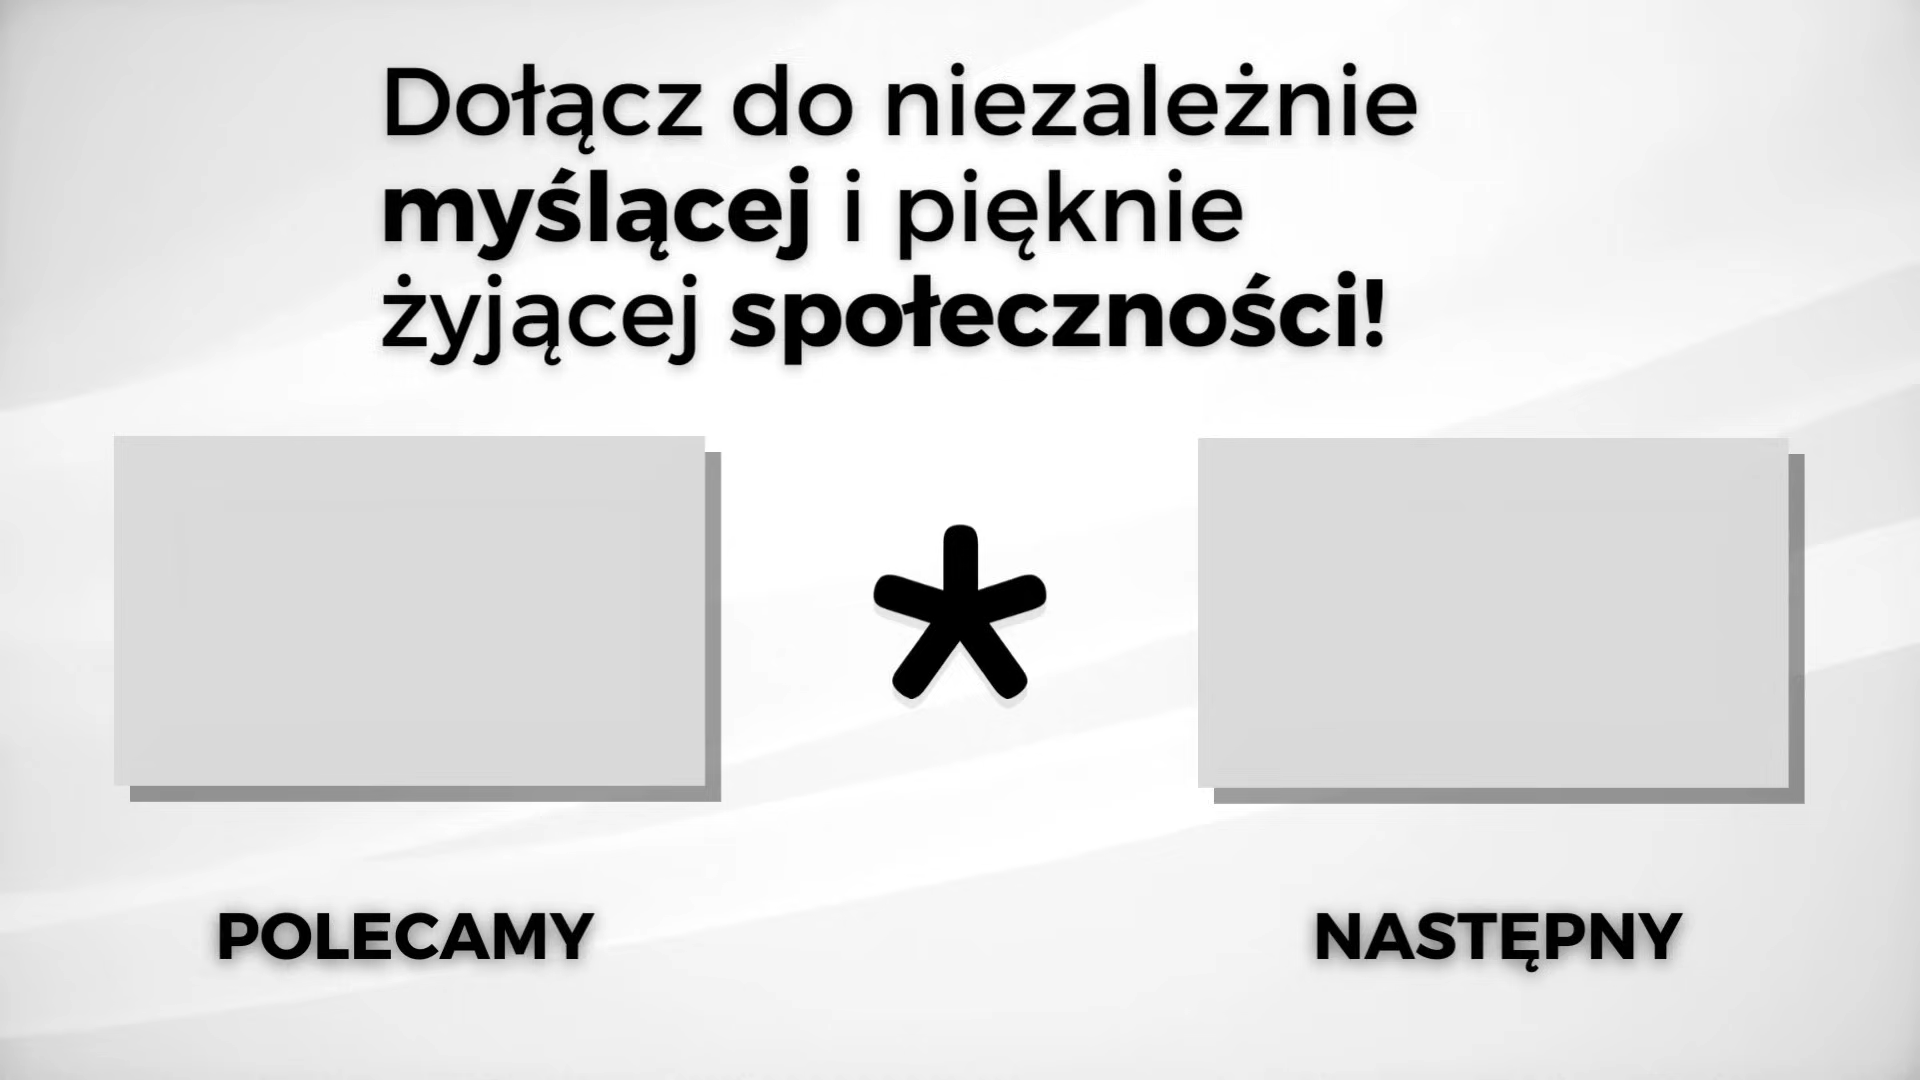 Dołącz do niezależnie
myślącej i pięknie
żyjącej społeczności!
POLECAMY
NASTĘPNY